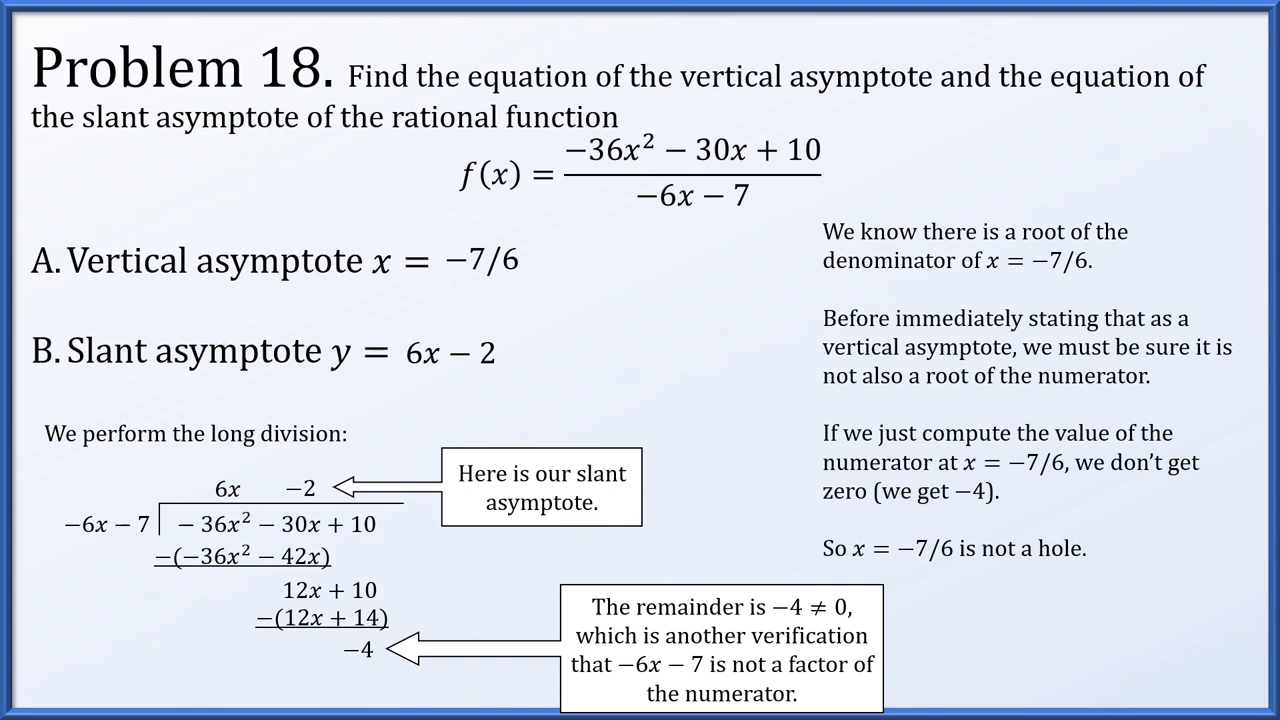 Problem 18. Find the equation of the vertical asymptote and the equation of
the slant asymptote of the rational function
f(x) = (−36x² − 30x + 10)/(−6x − 7)
A. Vertical asymptote x = −7/6
B. Slant asymptote y = 6x − 2
We know there is a root of the
denominator of x = −7/6.
Before immediately stating that as a
vertical asymptote, we must be sure it is
not also a root of the numerator.
If we just compute the value of the
numerator at x = −7/6, we don’t get
zero (we get −4).
So x = −7/6 is not a hole.
We perform the long division:
6x −2
−6x − 7 − 36x² − 30x + 10
−(−36x² − 42x)
12x + 10
−(12x + 14)
−4
Here is our slant
asymptote.
The remainder is −4 ≠ 0,
which is another verification
that −6x − 7 is not a factor of
the numerator.